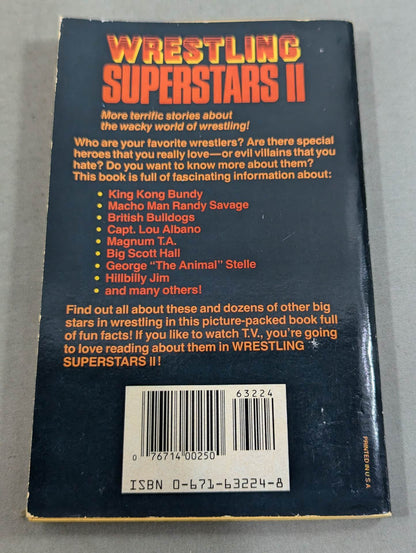 WRESTLING
SUPERSTARS II
More terrific stories about
the wacky world of wrestling!
Who are your favorite wrestlers? Are there special
heroes that you really love—or evil villains that you
hate? Do you want to know more about them?
This book is full of fascinating information about:
• King Kong Bundy
• Macho Man Randy Savage
• British Bulldogs
• Capt. Lou Albano
• Magnum T.A.
• Big Scott Hall
• George "The Animal" Stelle
• Hillbilly Jim
• and many others!
Find out all about these and dozens of other big
stars in wrestling in this picture-packed book full
of fun facts! If you like to watch T.V., you're going
to love reading about them in WRESTLING
SUPERSTARS II!
63224
0 76714 00250
ISBN 0-671-63224-8
PRINTED IN U.S.A.